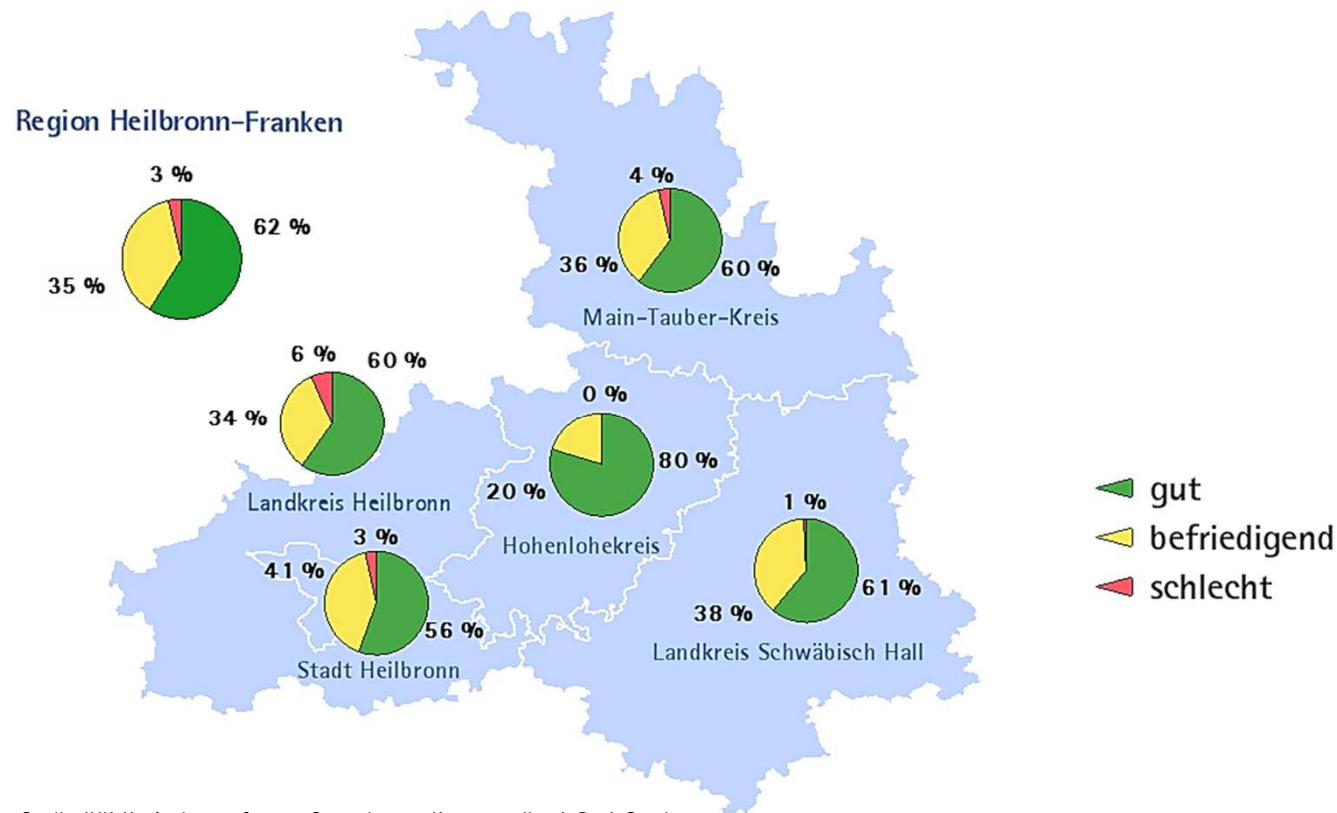 Region Heilbronn-Franken
3 %
62 %
35 %
4 %
36 %
60 %
Main-Tauber-Kreis
6 %
60 %
34 %
Landkreis Heilbronn
0 %
80 %
20 %
Hohenlohekreis
3 %
41 %
56 %
Stadt Heilbronn
1 %
61 %
38 %
Landkreis Schwäbisch Hall
gut
befriedigend
schlecht